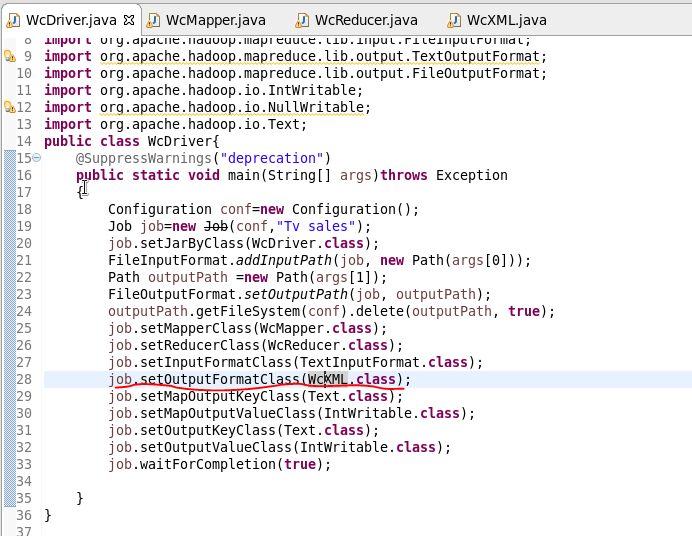 WcDriver.java WcMapper.java WcReducer.java WcXML.java
8 import org.apache.hadoop.mapreduce.lib.input.FileInputFormat;
9 import org.apache.hadoop.mapreduce.lib.output.TextOutputFormat;
10 import org.apache.hadoop.mapreduce.lib.output.FileOutputFormat;
11 import org.apache.hadoop.io.IntWritable;
12 import org.apache.hadoop.io.NullWritable;
13 import org.apache.hadoop.io.Text;
14 public class WcDriver{
15 @SuppressWarnings("deprecation")
16 public static void main(String[] args)throws Exception
17 {
18 Configuration conf=new Configuration();
19 Job job=new Job(conf,"Tv sales");
20 job.setJarByClass(WcDriver.class);
21 FileInputFormat.addInputPath(job, new Path(args[0]));
22 Path outputPath =new Path(args[1]);
23 FileOutputFormat.setOutputPath(job, outputPath);
24 outputPath.getFileSystem(conf).delete(outputPath, true);
25 job.setMapperClass(WcMapper.class);
26 job.setReducerClass(WcReducer.class);
27 job.setInputFormatClass(TextInputFormat.class);
28 job.setOutputFormatClass(WcXML.class);
29 job.setMapOutputKeyClass(Text.class);
30 job.setMapOutputValueClass(IntWritable.class);
31 job.setOutputKeyClass(Text.class);
32 job.setOutputValueClass(IntWritable.class);
33 job.waitForCompletion(true);
34
35 }
36 }
37